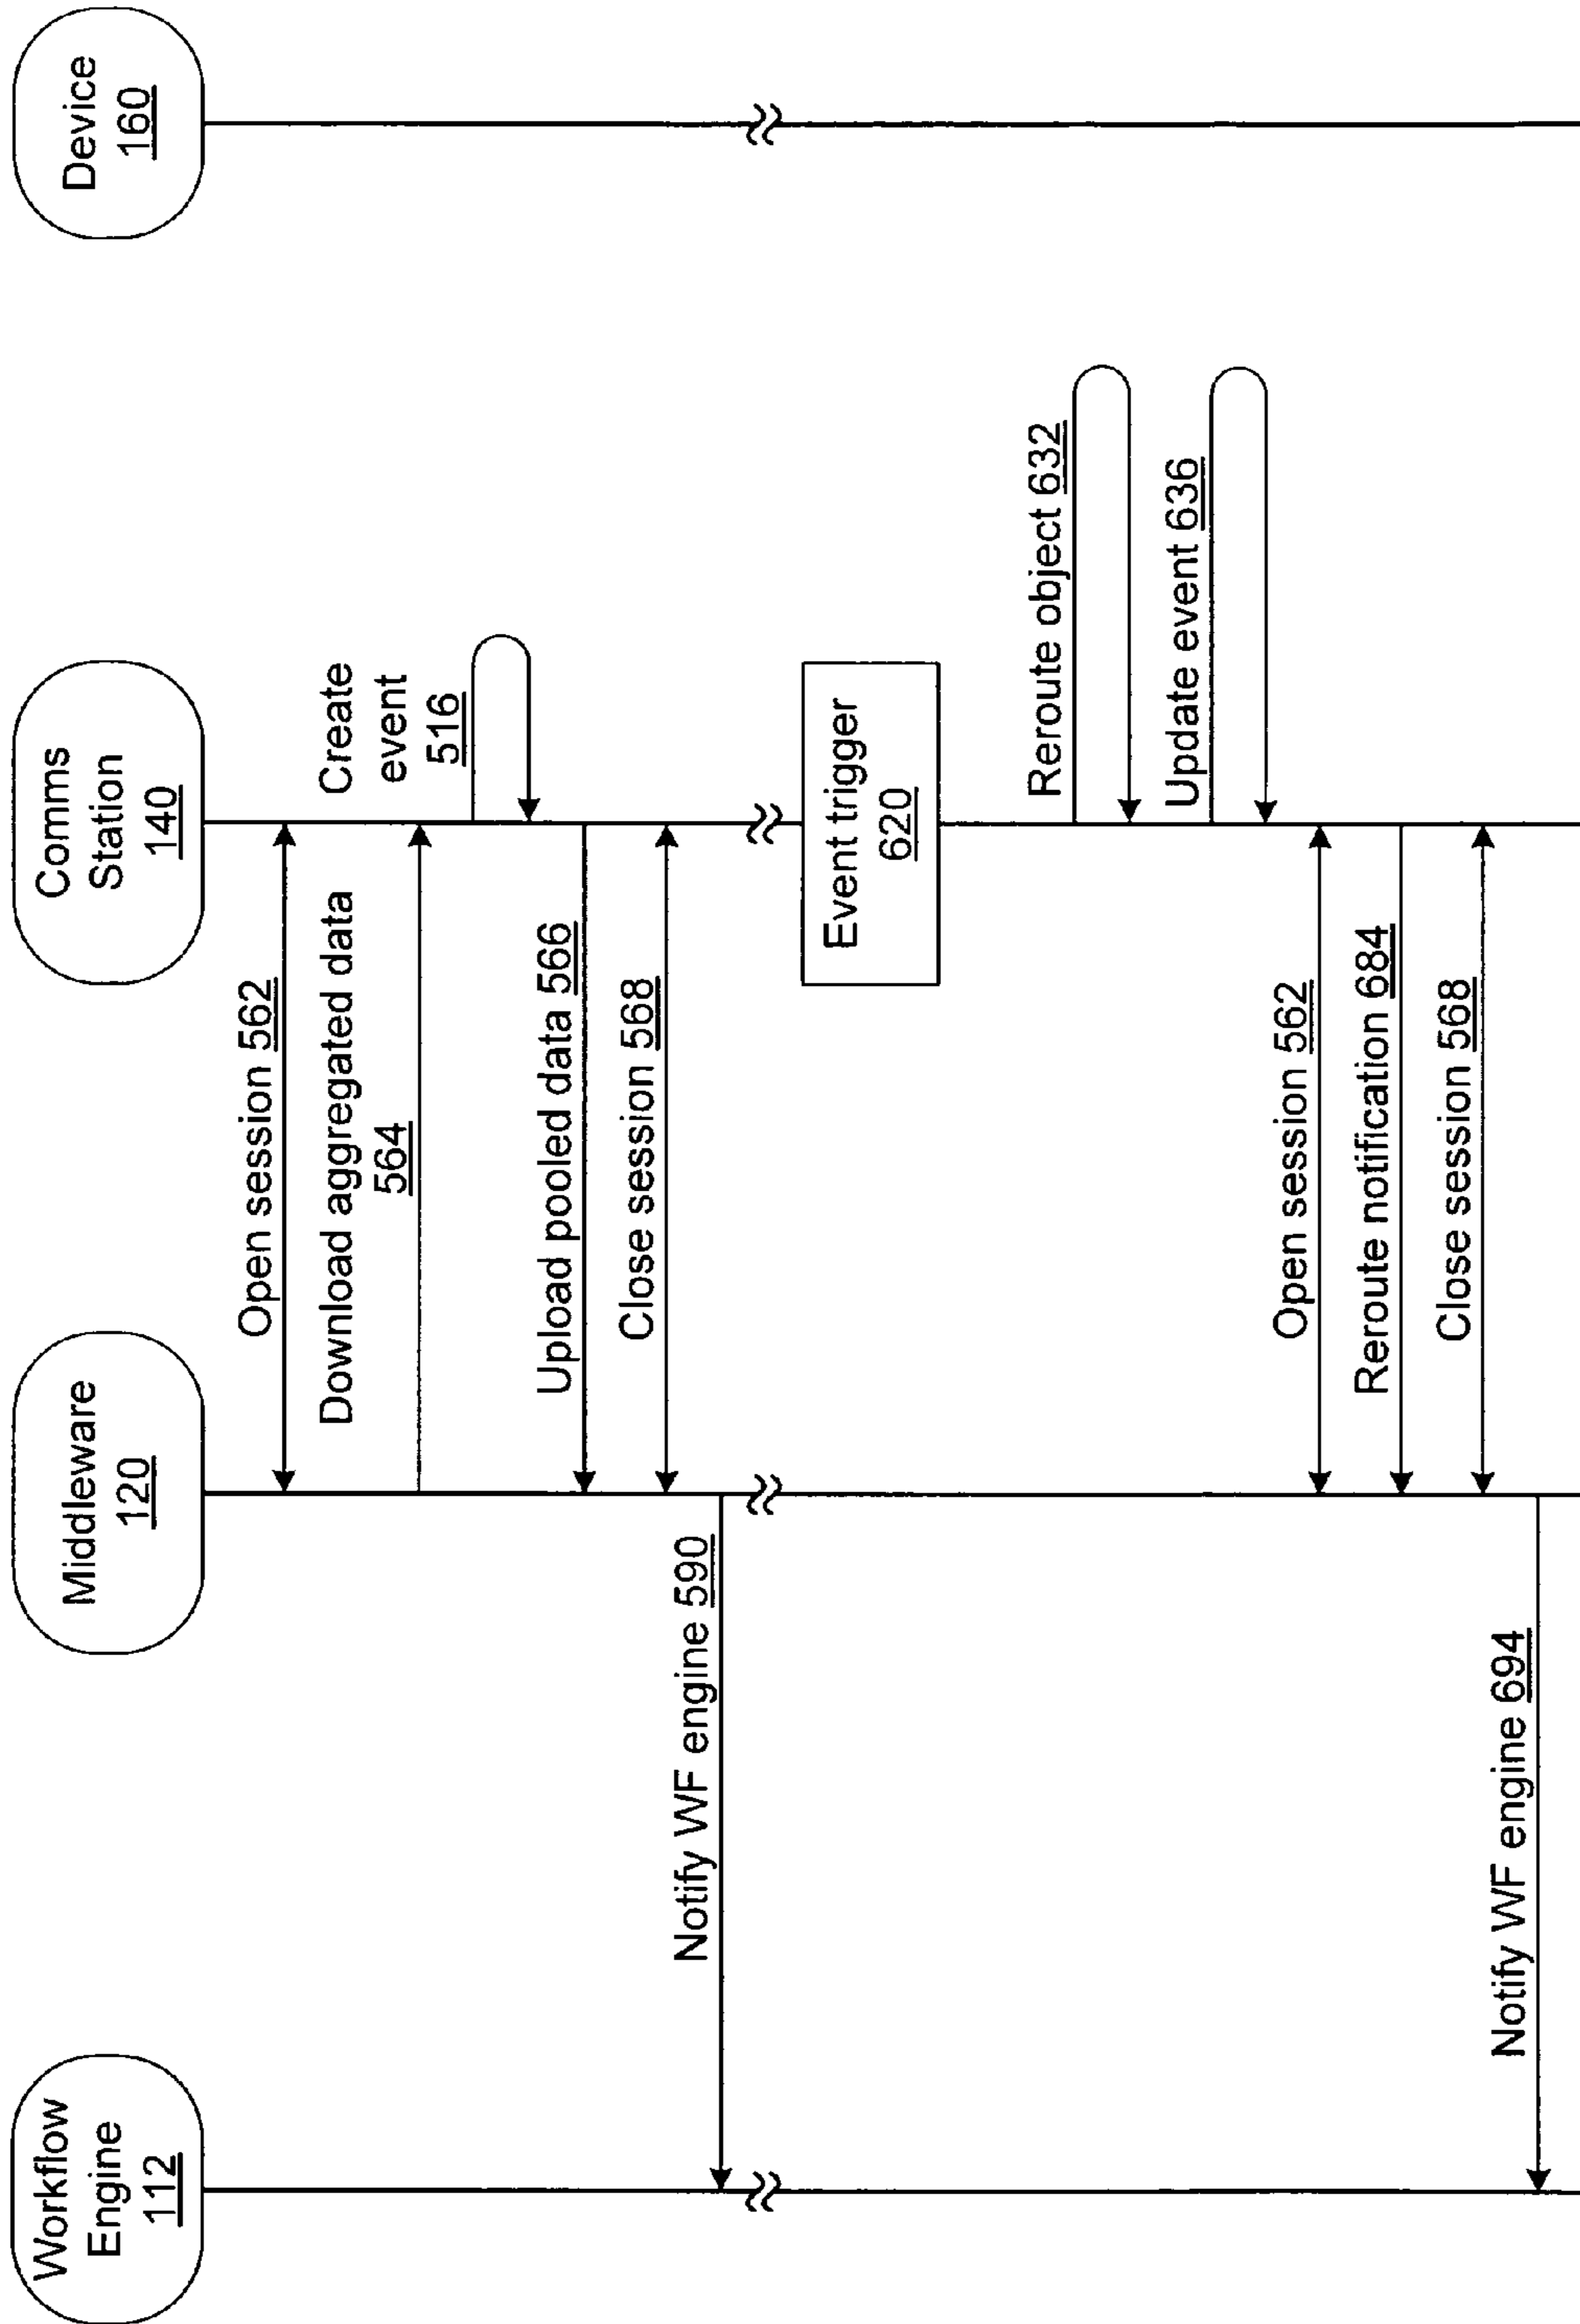 Workflow
Engine
112
Middleware
120
Comms
Station
140
Device
160
Open session 562
Download aggregated data
564
Create
event
516
Upload pooled data 566
Close session 568
Notify WF engine 590
Event trigger
620
Reroute object 632
Update event 636
Open session 562
Reroute notification 684
Close session 568
Notify WF engine 694